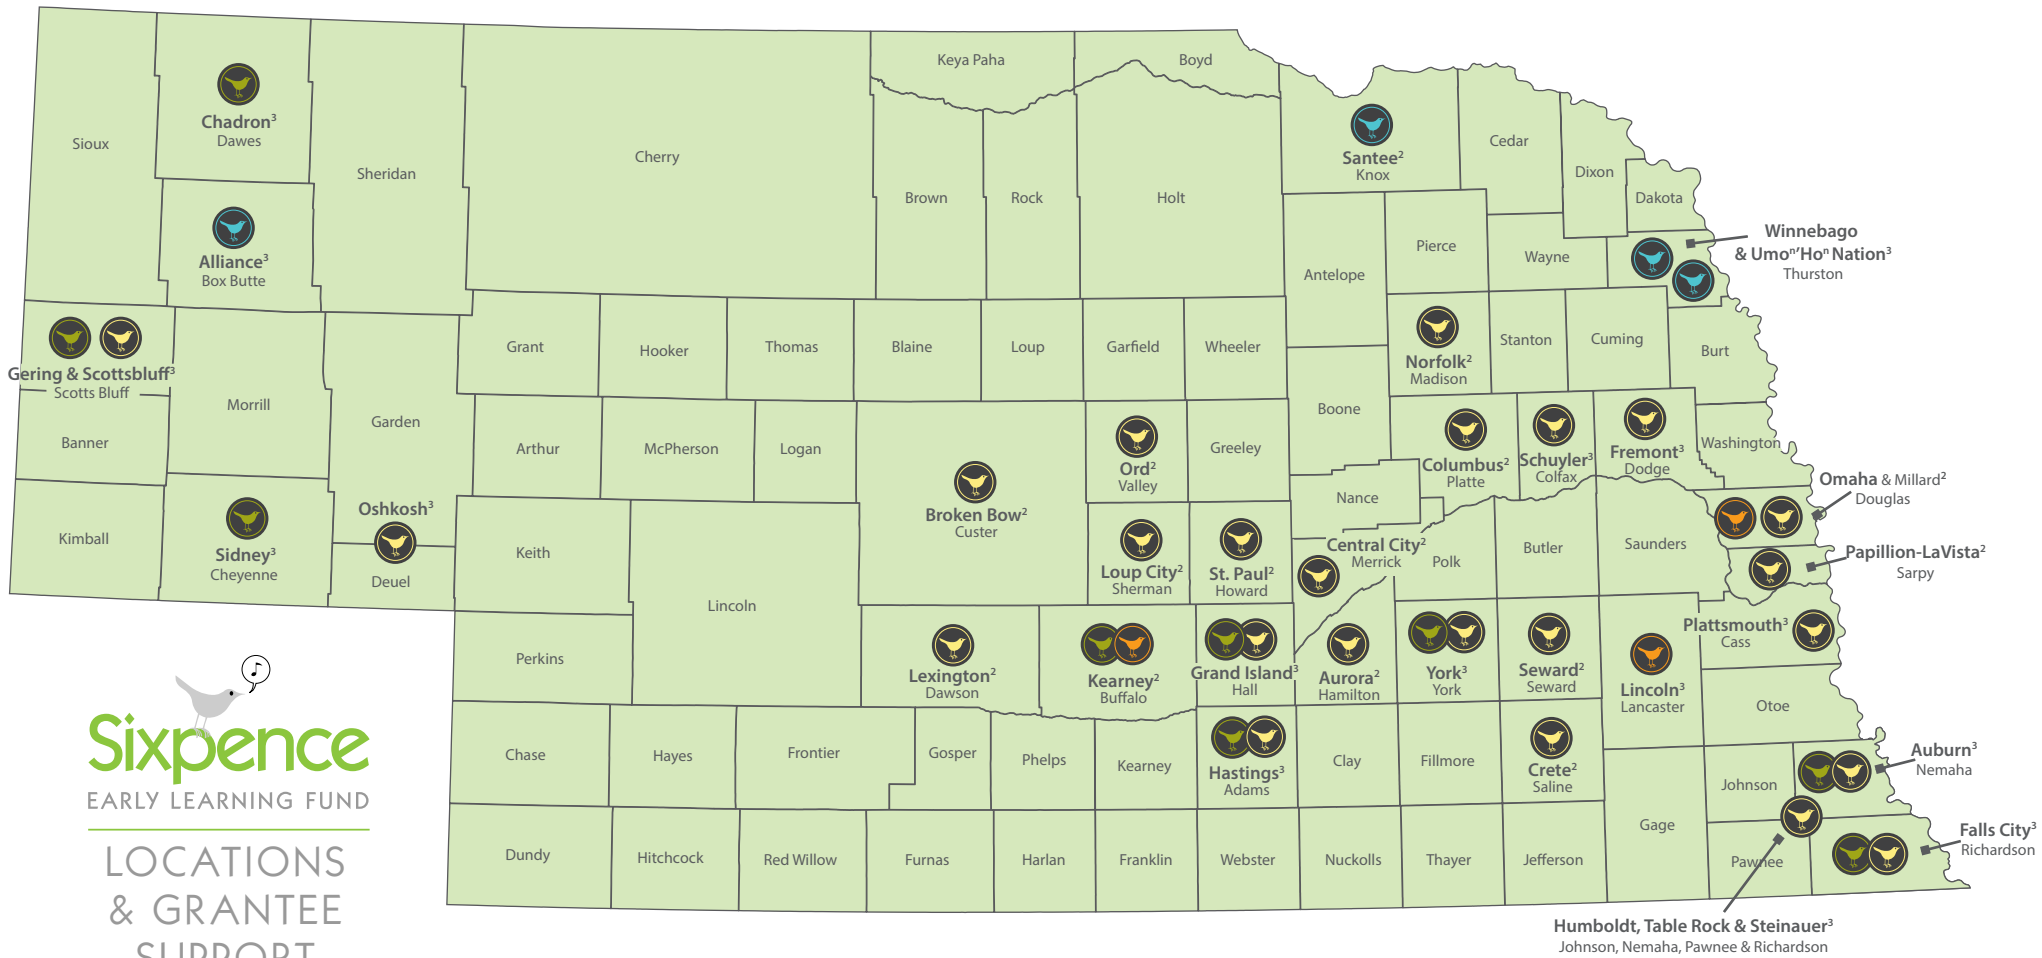 Keya Paha
Boyd
Chadron³
Dawes
Sioux
Sheridan
Cherry
Brown
Rock
Holt
Santee²
Knox
Cedar
Dixon
Dakota
Alliance³
Box Butte
Antelope
Pierce
Wayne
Winnebago
& Umoⁿ'Hoⁿ Nation³
Thurston
Gering & Scottsbluff³
Scotts Bluff
Grant
Hooker
Thomas
Blaine
Loup
Garfield
Wheeler
Norfolk²
Madison
Stanton
Cuming
Burt
Banner
Morrill
Garden
Arthur
McPherson
Logan
Broken Bow²
Custer
Ord²
Valley
Greeley
Boone
Columbus²
Platte
Schuyler³
Colfax
Fremont³
Dodge
Washington
Nance
Omaha & Millard²
Douglas
Kimball
Sidney³
Cheyenne
Oshkosh³
Deuel
Keith
Lincoln
Loup City²
Sherman
St. Paul²
Howard
Central City²
Merrick
Polk
Butler
Saunders
Papillion-LaVista²
Sarpy
Perkins
Lexington²
Dawson
Kearney²
Buffalo
Grand Island³
Hall
Aurora²
Hamilton
York³
York
Seward²
Seward
Lincoln³
Lancaster
Plattsmouth³
Cass
Otoe
Chase
Hayes
Frontier
Gosper
Phelps
Kearney
Hastings³
Adams
Clay
Fillmore
Crete²
Saline
Johnson
Auburn³
Nemaha
Dundy
Hitchcock
Red Willow
Furnas
Harlan
Franklin
Webster
Nuckolls
Thayer
Jefferson
Gage
Pawnee
Falls City³
Richardson
Humboldt, Table Rock & Steinauer³
Johnson, Nemaha, Pawnee & Richardson
Sixpence
EARLY LEARNING FUND
LOCATIONS
& GRANTEE
SUPPORT